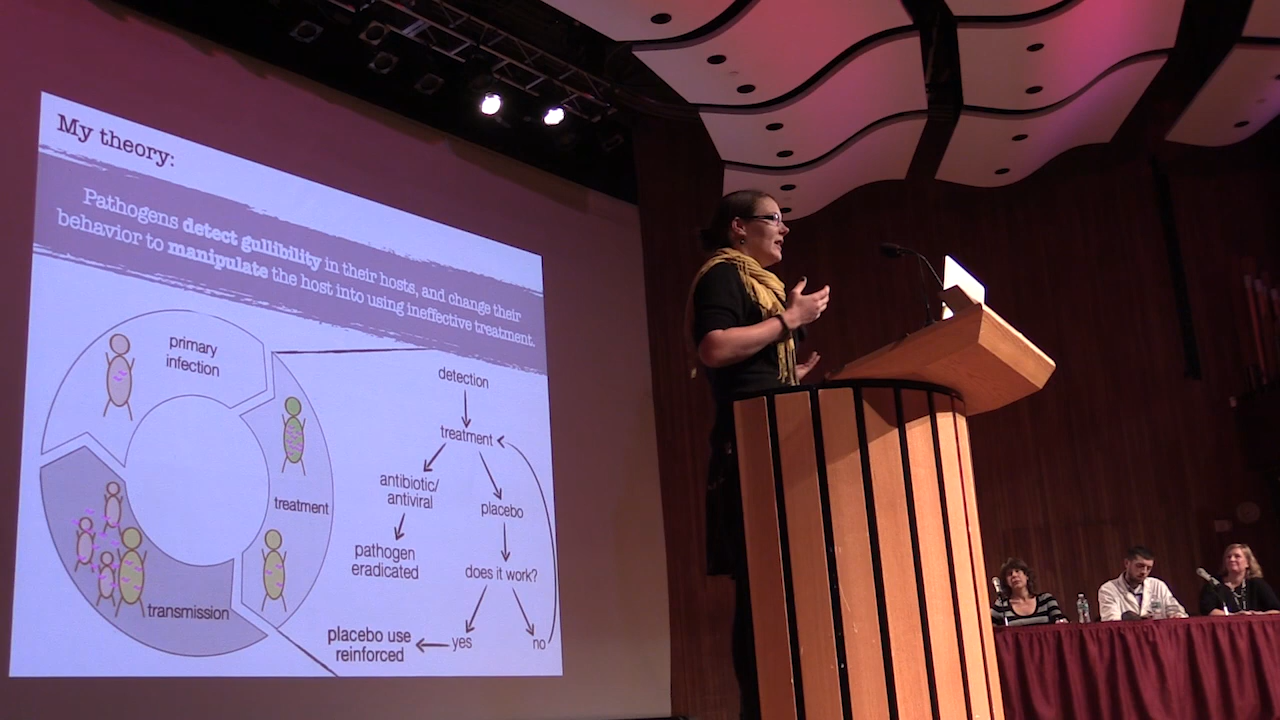 My theory:
Pathogens detect gullibility in their hosts, and change their
behavior to manipulate the host into using ineffective treatment.
primary
infection
treatment
transmission
detection
treatment
antibiotic/
antiviral
placebo
pathogen
eradicated
does it work?
placebo use
reinforced
yes
no